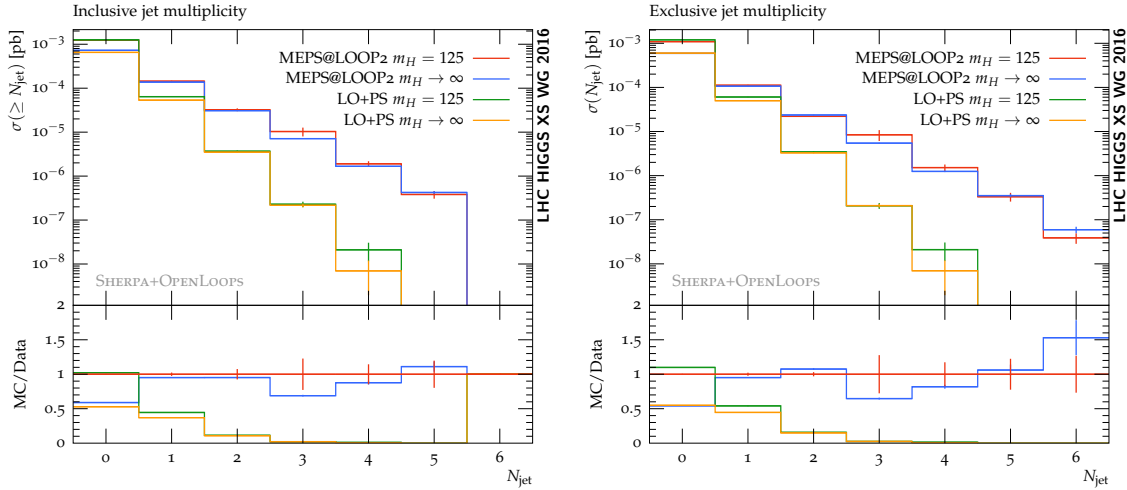 Inclusive jet multiplicity
σ(≥ N_jet) [pb]
10^−3
10^−4
10^−5
10^−6
10^−7
10^−8
MEPS@LOOP2 m_H = 125
MEPS@LOOP2 m_H → ∞
LO+PS m_H = 125
LO+PS m_H → ∞
SHERPA+OPENLOOPS
LHC HIGGS XS WG 2016
MC/Data
2
1.5
1
0.5
0
0 1 2 3 4 5 6
N_jet
Exclusive jet multiplicity
σ(N_jet) [pb]
10^−3
10^−4
10^−5
10^−6
10^−7
10^−8
MEPS@LOOP2 m_H = 125
MEPS@LOOP2 m_H → ∞
LO+PS m_H = 125
LO+PS m_H → ∞
SHERPA+OPENLOOPS
LHC HIGGS XS WG 2016
MC/Data
2
1.5
1
0.5
0
0 1 2 3 4 5 6
N_jet